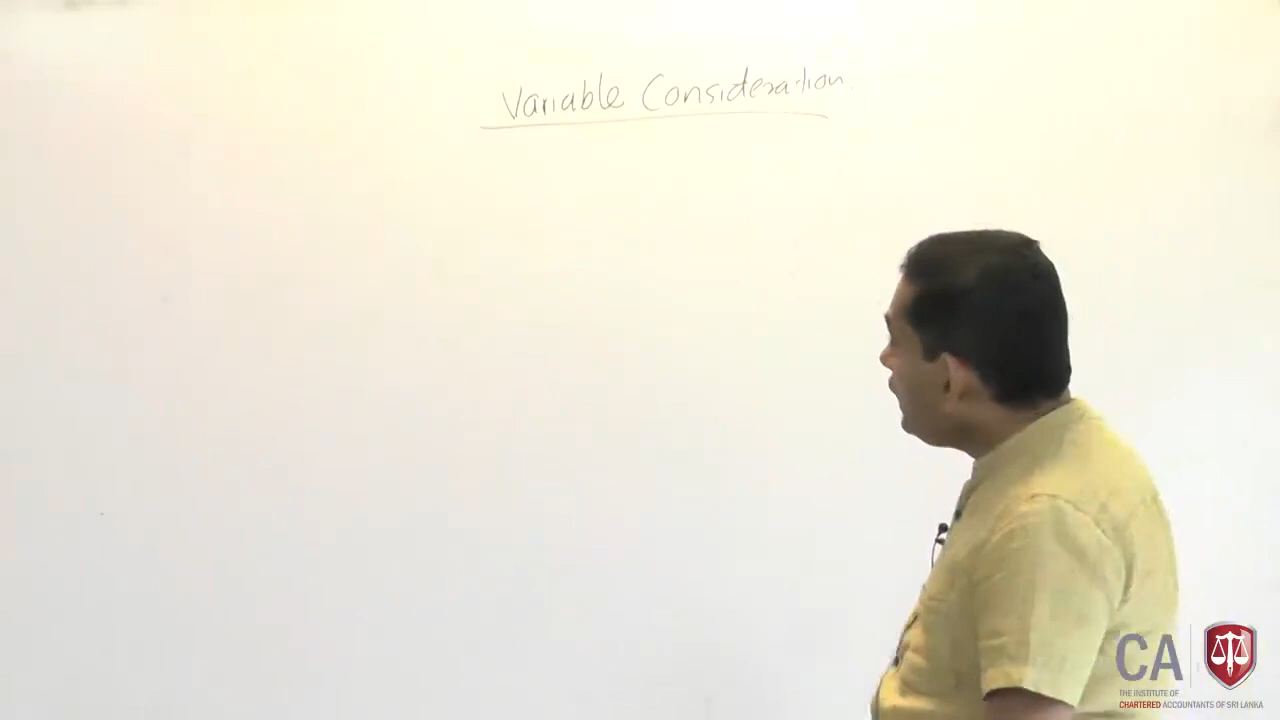 Variable Consideration.
CA
THE INSTITUTE OF
CHARTERED ACCOUNTANTS OF SRI LANKA